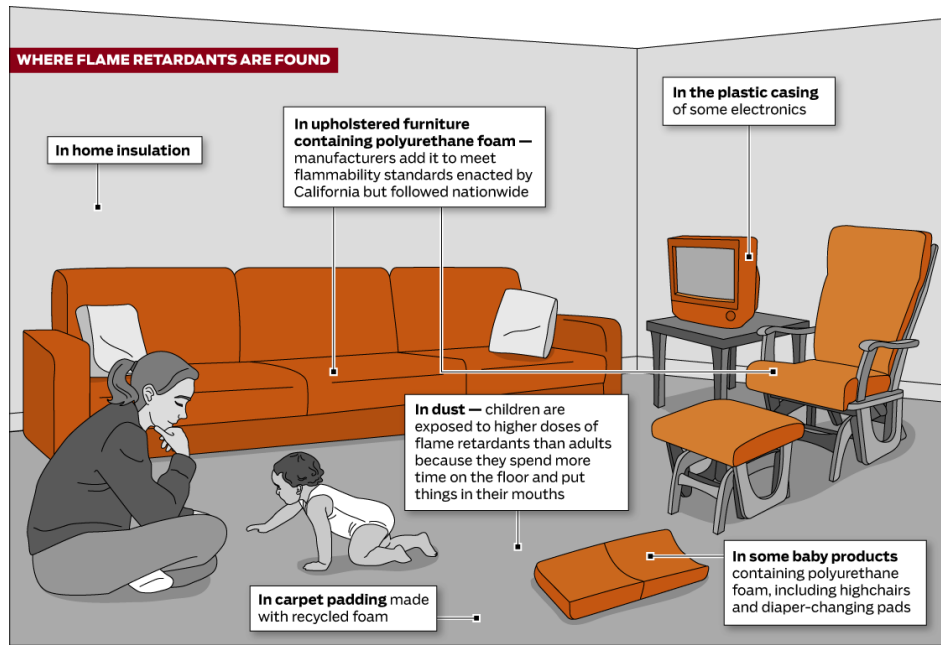 WHERE FLAME RETARDANTS ARE FOUND
In home insulation
In upholstered furniture
containing polyurethane foam —
manufacturers add it to meet
flammability standards enacted by
California but followed nationwide
In the plastic casing
of some electronics
In dust — children are
exposed to higher doses of
flame retardants than adults
because they spend more
time on the floor and put
things in their mouths
In carpet padding made
with recycled foam
In some baby products
containing polyurethane
foam, including highchairs
and diaper-changing pads